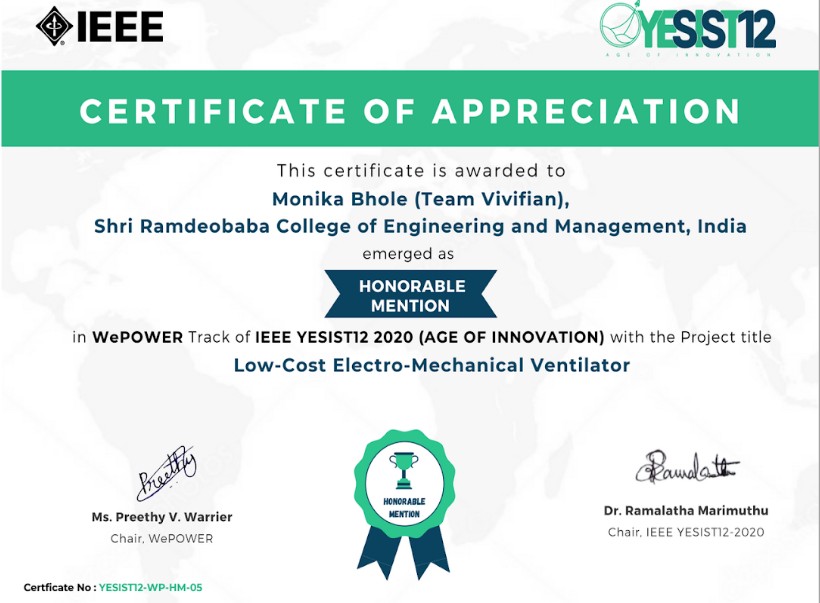 IEEE
YESIST12
AGE OF INNOVATION
CERTIFICATE OF APPRECIATION
This certificate is awarded to
Monika Bhole (Team Vivifian),
Shri Ramdeobaba College of Engineering and Management, India
emerged as
HONORABLE
MENTION
in WePOWER Track of IEEE YESIST12 2020 (AGE OF INNOVATION) with the Project title
Low-Cost Electro-Mechanical Ventilator
Preethy
Ramalatha
HONORABLE
MENTION
Ms. Preethy V. Warrier
Chair, WePOWER
Dr. Ramalatha Marimuthu
Chair, IEEE YESIST12-2020
Certficate No : YESIST12-WP-HM-05